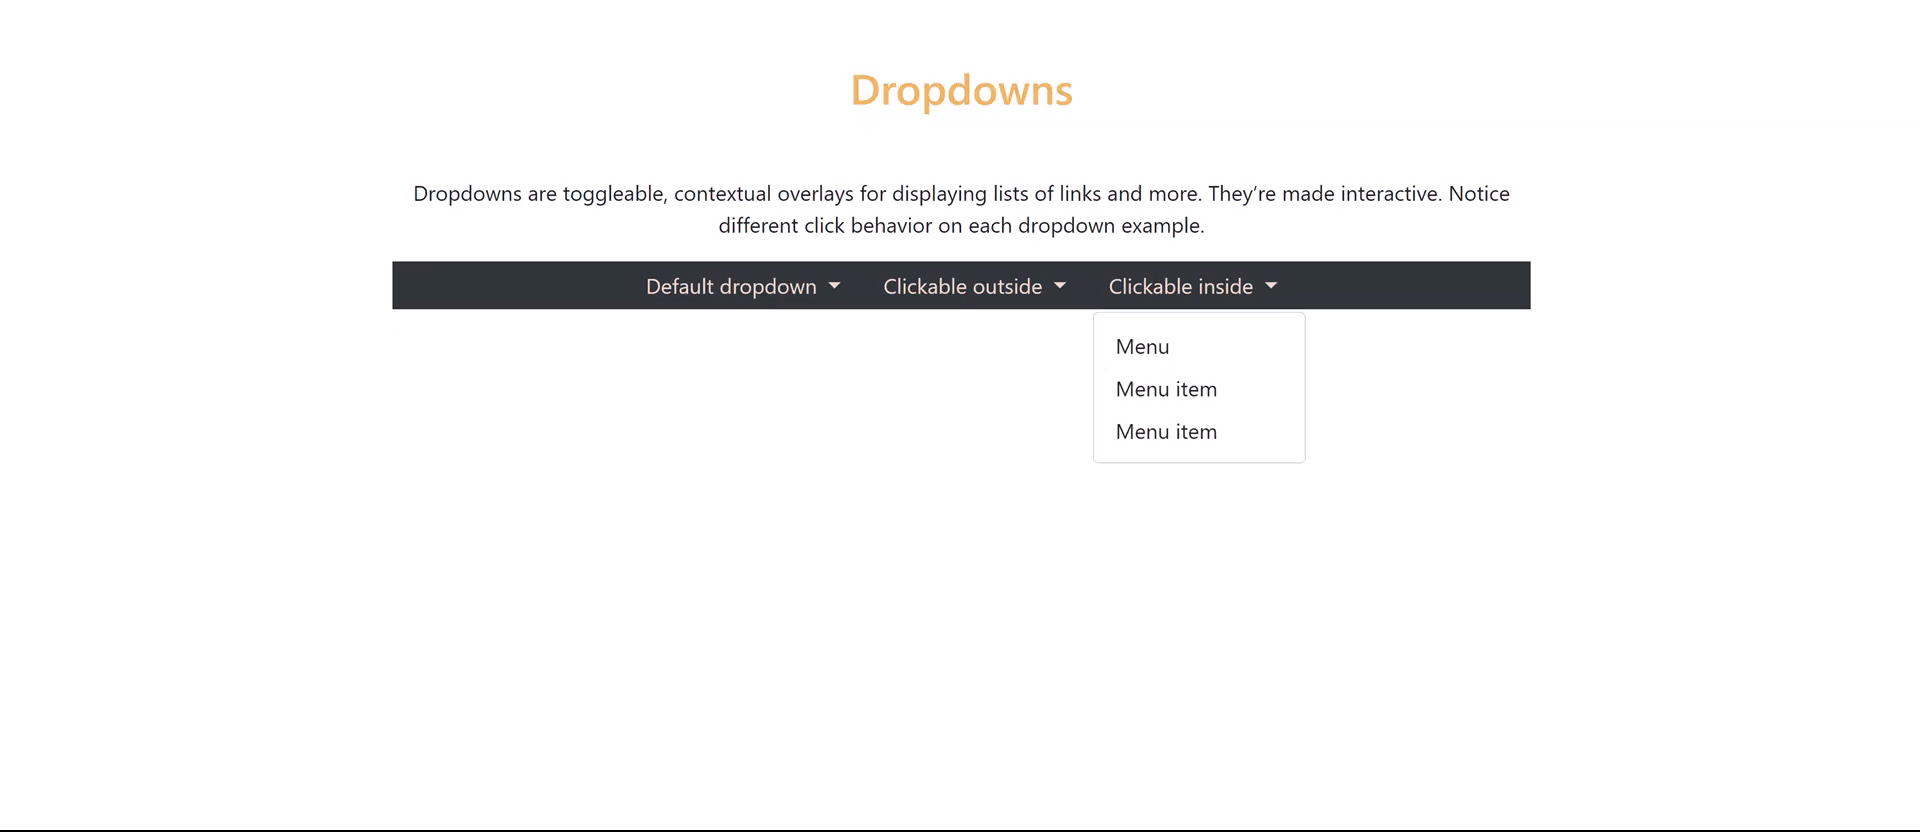 Dropdowns
Dropdowns are toggleable, contextual overlays for displaying lists of links and more. They’re made interactive. Notice
different click behavior on each dropdown example.
Default dropdown Clickable outside Clickable inside
Menu
Menu item
Menu item